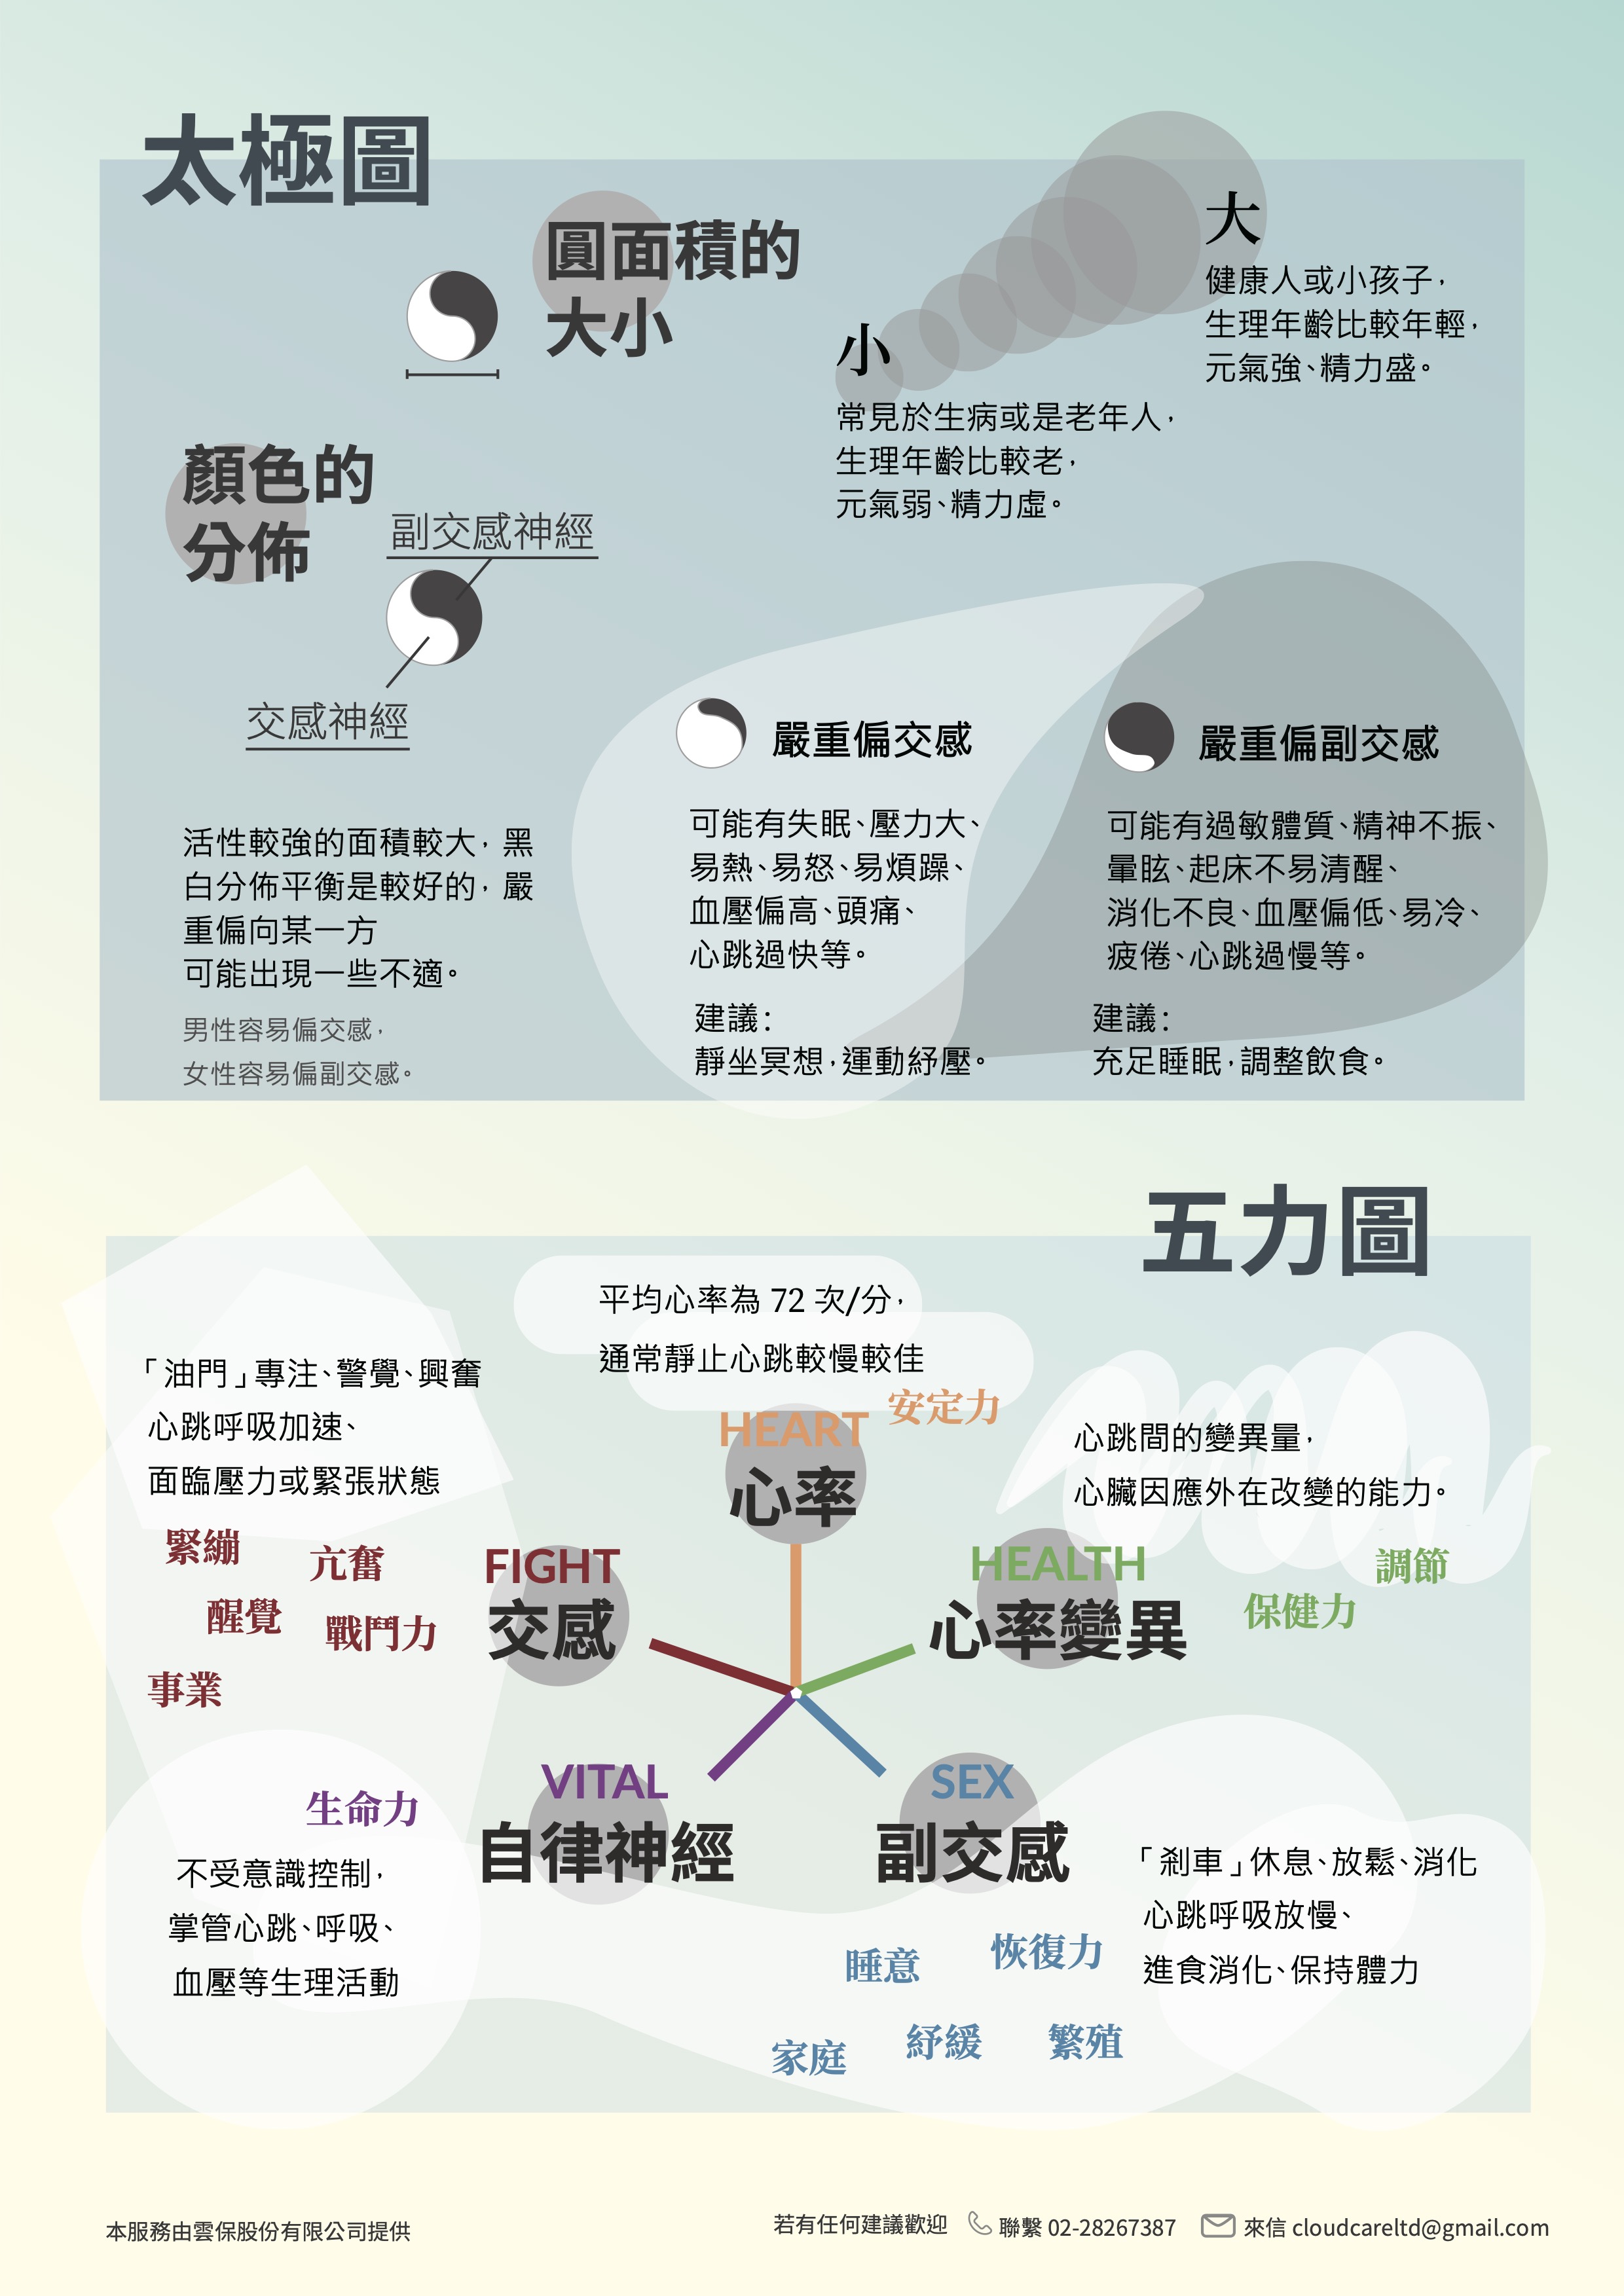 太極圖
圓面積的
大小
大
健康人或小孩子，
生理年齡比較年輕，
元氣強、精力盛。
小
常見於生病或是老年人，
生理年齡比較老，
元氣弱、精力虛。
顏色的
分佈
副交感神經
交感神經
活性較強的面積較大，黑
白分佈平衡是較好的，嚴
重偏向某一方
可能出現一些不適。
男性容易偏交感，
女性容易偏副交感。
嚴重偏交感
可能有失眠、壓力大、
易熱、易怒、易煩躁、
血壓偏高、頭痛、
心跳過快等。
建議：
靜坐冥想，運動紓壓。
嚴重偏副交感
可能有過敏體質、精神不振、
暈眩、起床不易清醒、
消化不良、血壓偏低、易冷、
疲倦、心跳過慢等。
建議：
充足睡眠，調整飲食。
五力圖
平均心率為 72 次/分，
通常靜止心跳較慢較佳
安定力
HEART
心率
「油門」專注、警覺、興奮
心跳呼吸加速、
面臨壓力或緊張狀態
緊繃
亢奮
醒覺
戰鬥力
事業
FIGHT
交感
心跳間的變異量，
心臟因應外在改變的能力。
HEALTH
心率變異
調節
保健力
VITAL
自律神經
生命力
不受意識控制，
掌管心跳、呼吸、
血壓等生理活動
SEX
副交感
「剎車」休息、放鬆、消化
心跳呼吸放慢、
進食消化、保持體力
睡意
恢復力
家庭
紓緩
繁殖
本服務由雲保股份有限公司提供
若有任何建議歡迎 聯繫 02-28267387 來信 cloudcareltd@gmail.com